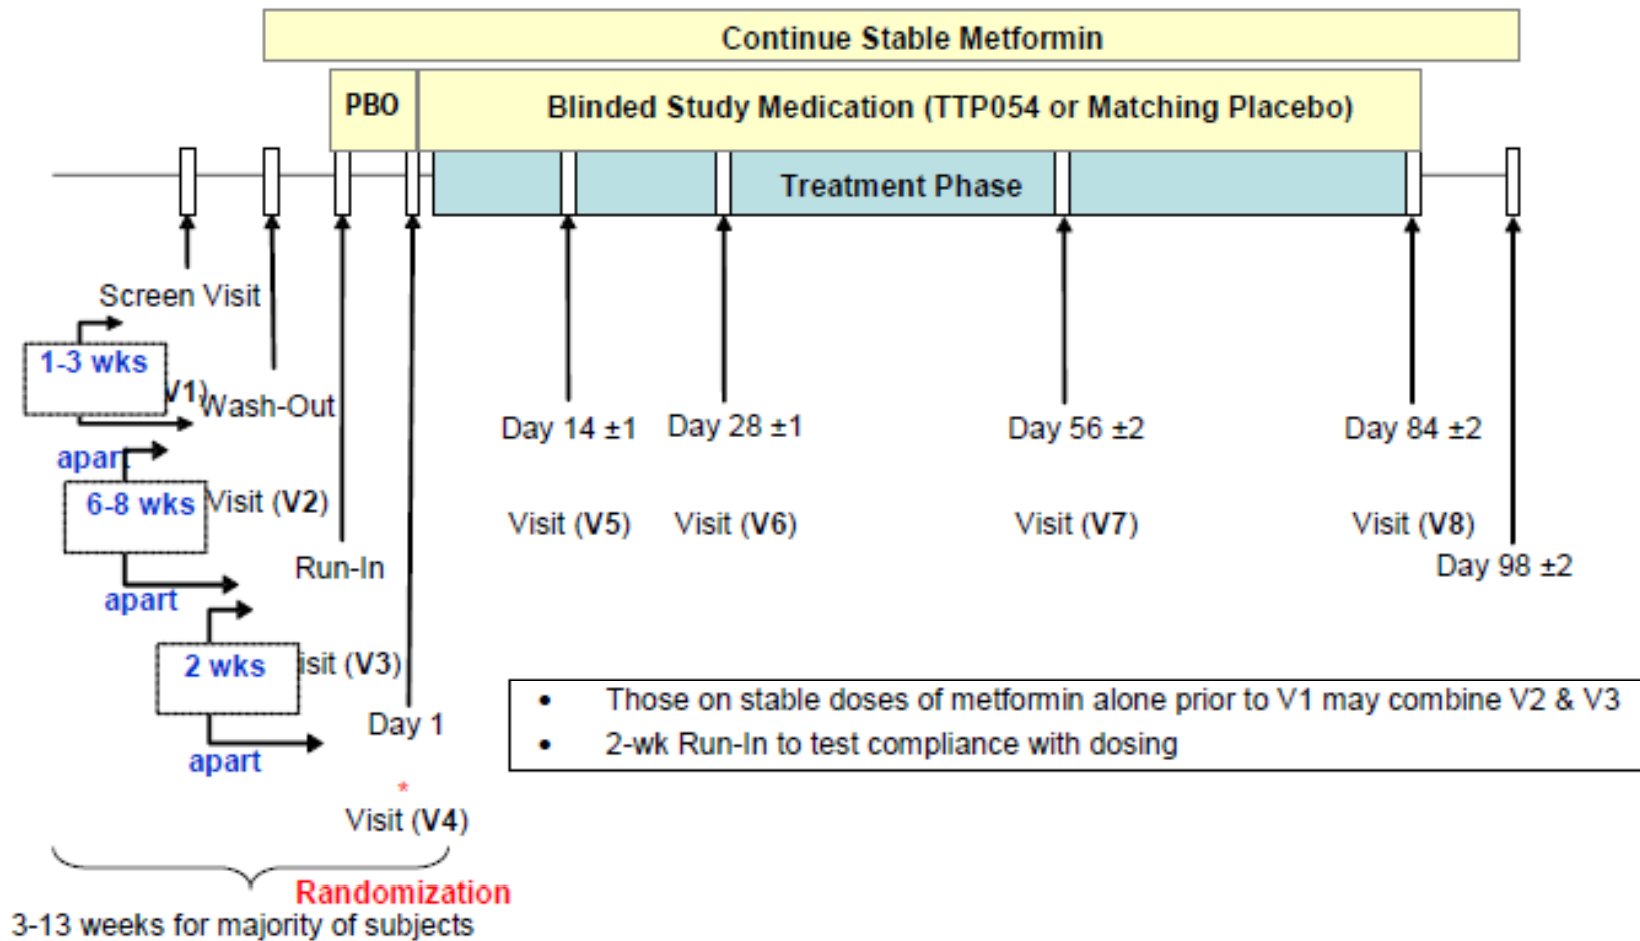 Continue Stable Metformin
PBO
Blinded Study Medication (TTP054 or Matching Placebo)
Treatment Phase
Screen Visit
1-3 wks
V1)
Wash-Out
apart
6-8 wks
Visit (V2)
apart
Run-In
2 wks
isit (V3)
apart
Day 1
*
Visit (V4)
Randomization
3-13 weeks for majority of subjects
Day 14 ±1
Visit (V5)
Day 28 ±1
Visit (V6)
Day 56 ±2
Visit (V7)
Day 84 ±2
Visit (V8)
Day 98 ±2
• Those on stable doses of metformin alone prior to V1 may combine V2 & V3
• 2-wk Run-In to test compliance with dosing